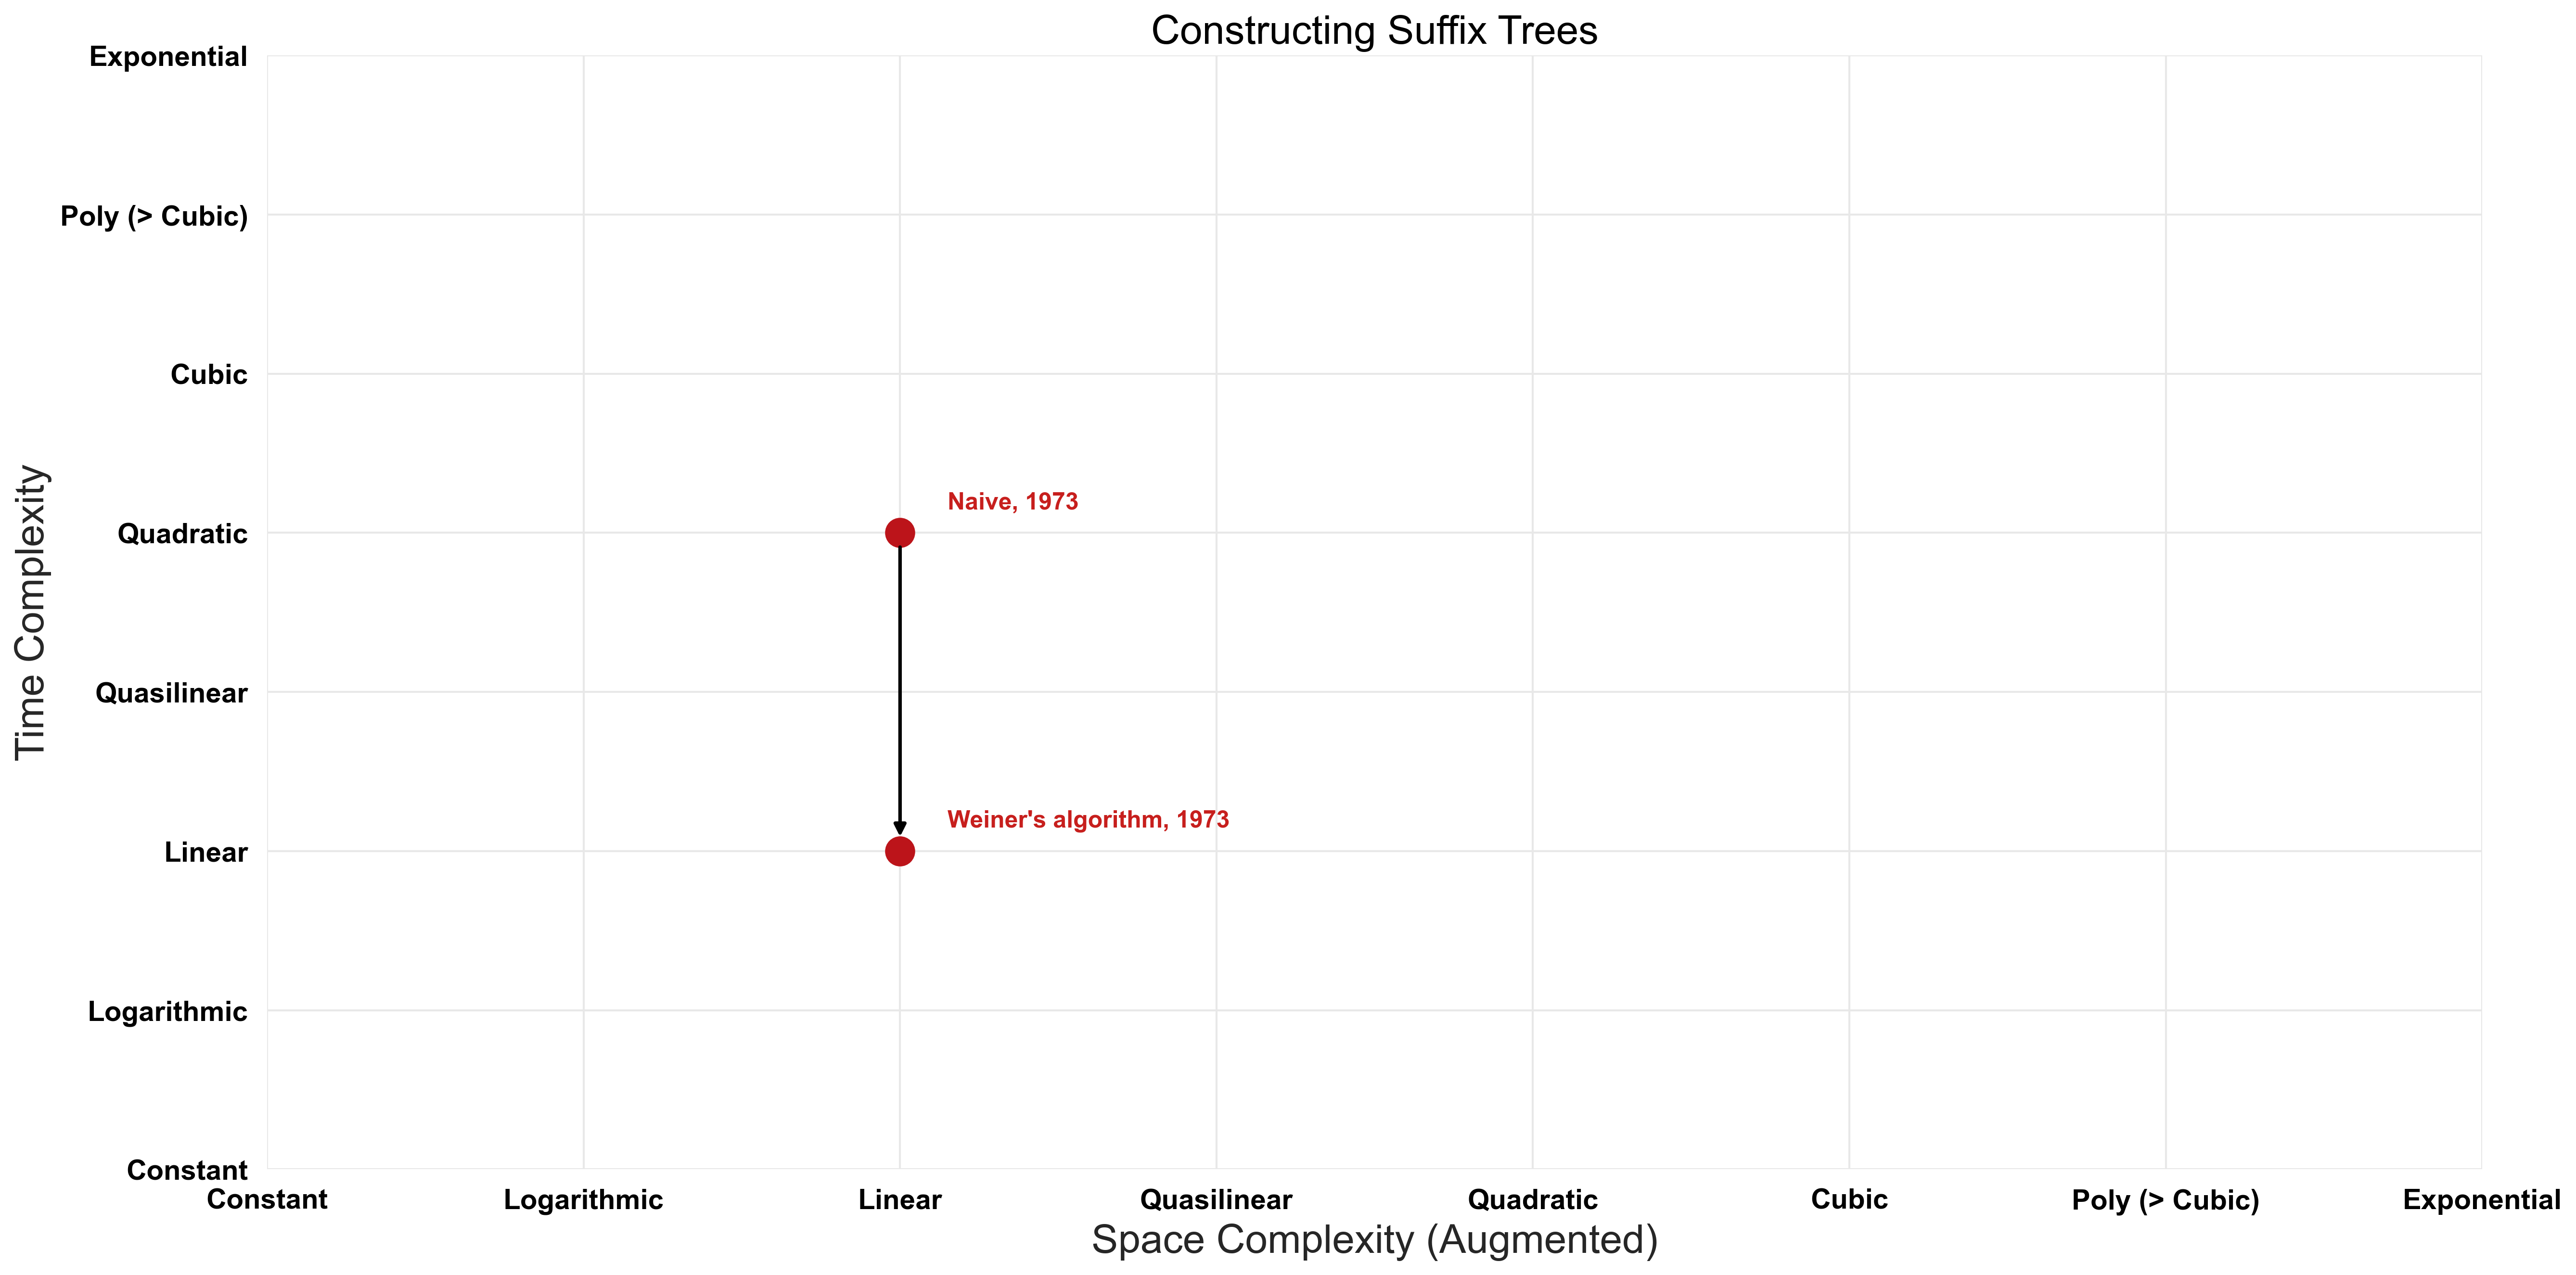 Constructing Suffix Trees
Exponential
Poly (> Cubic)
Cubic
Quadratic
Quasilinear
Linear
Logarithmic
Constant
Time Complexity
Naive, 1973
Weiner's algorithm, 1973
Constant
Logarithmic
Linear
Quasilinear
Quadratic
Cubic
Poly (> Cubic)
Exponential
Space Complexity (Augmented)